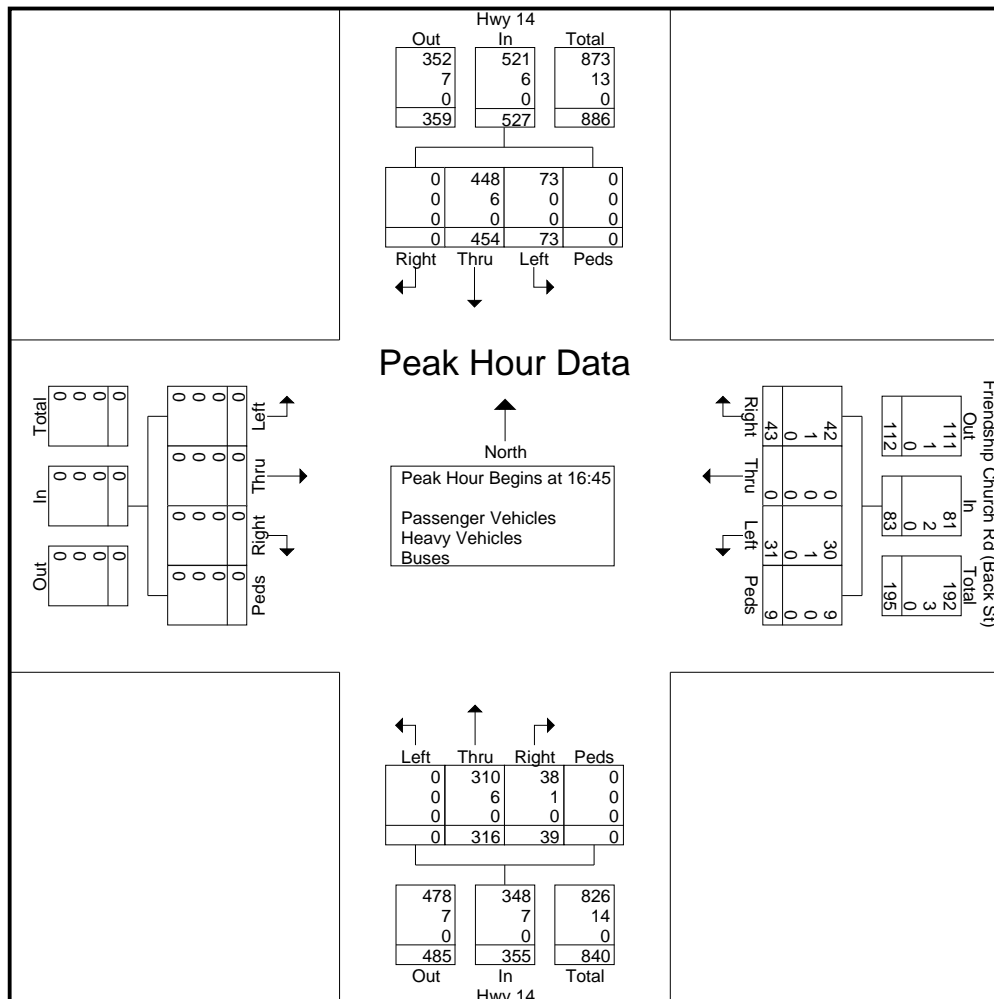 Hwy 14
Out In Total
352 521 873
7 6 13
0 0 0
359 527 886
0 448 73 0
0 6 0 0
0 0 0 0
0 454 73 0
Right Thru Left Peds
Peak Hour Data
North
Peak Hour Begins at 16:45
Passenger Vehicles
Heavy Vehicles
Buses
Left Thru Right Peds
0 0 0 0
0 0 0 0
0 0 0 0
0 0 0 0
Out In Total
0 0 0
0 0 0
0 0 0
0 0 0
Friendship Church Rd (Back St)
Out In Total
111 81 192
1 2 3
0 0 0
112 83 195
42 0 30 9
1 0 1 0
0 0 0 0
43 0 31 9
Right Thru Left Peds
Left Thru Right Peds
0 310 38 0
0 6 1 0
0 0 0 0
0 316 39 0
478 348 826
7 7 14
0 0 0
485 355 840
Out In Total
Hwy 14